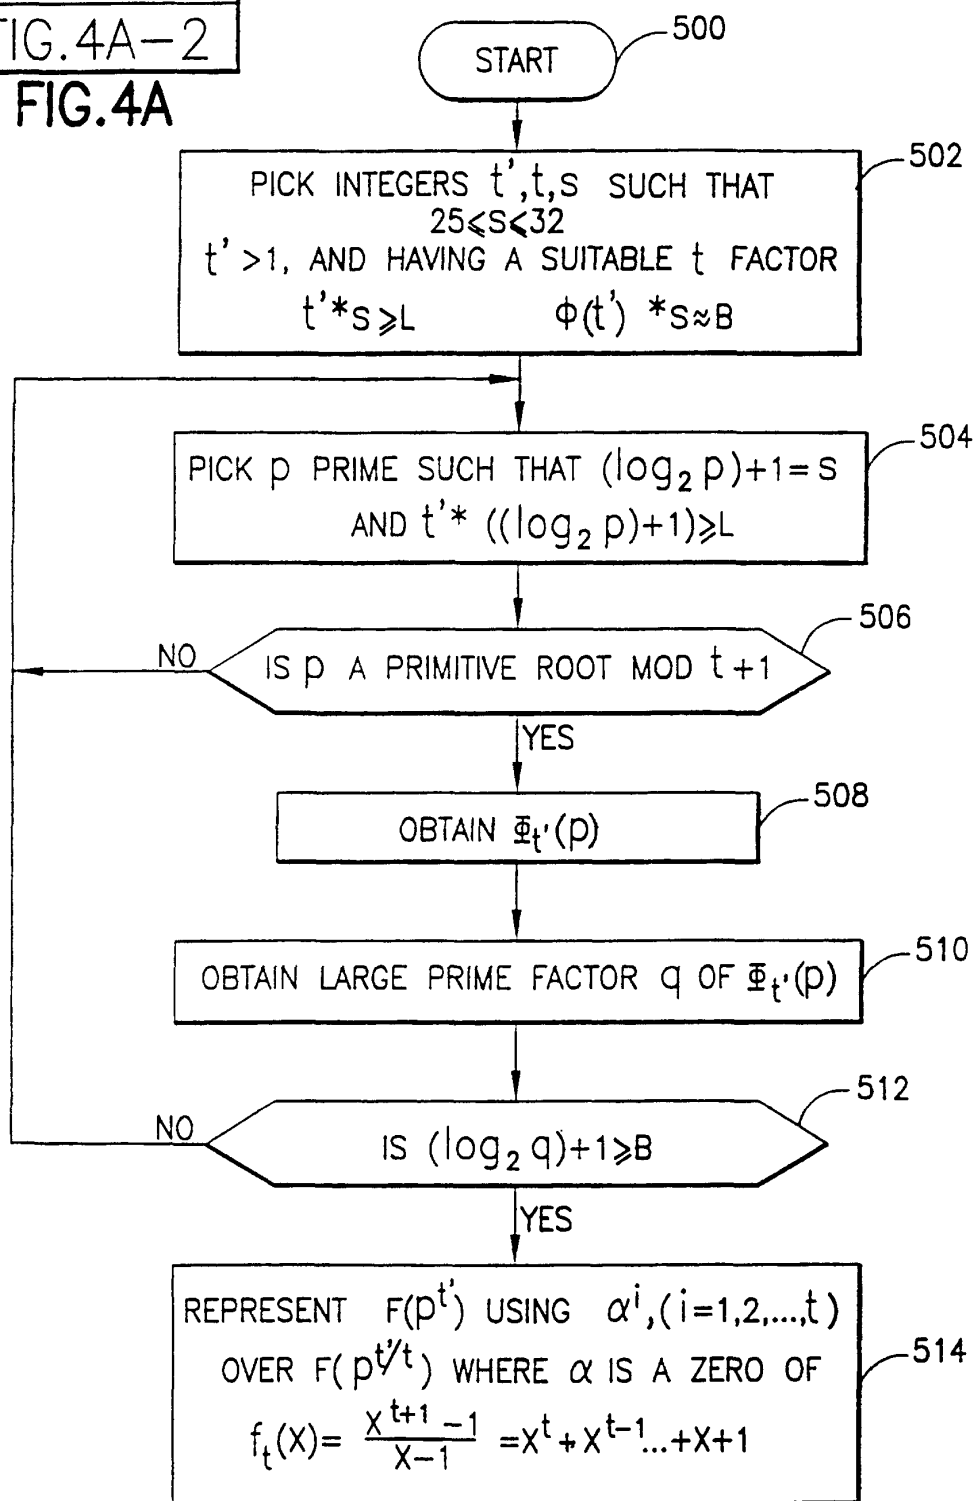 FIG.4A-2
FIG.4A
START
500
502
PICK INTEGERS t',t,s SUCH THAT
25≤s≤32
t'>1, AND HAVING A SUITABLE t FACTOR
t'*s≥L Φ(t') *s≈B
504
PICK p PRIME SUCH THAT (log₂ p)+1=s
AND t'* ((log₂ p)+1)≥L
506
NO
IS p A PRIMITIVE ROOT MOD t+1
YES
508
OBTAIN Φt'(p)
510
OBTAIN LARGE PRIME FACTOR q OF Φt'(p)
512
NO
IS (log₂ q)+1≥B
YES
REPRESENT F(p^t') USING α^i,(i=1,2,...,t)
OVER F(p^t'/t) WHERE α IS A ZERO OF
514
f_t(X)= (X^t+1 -1)/(X-1) =X^t+X^t-1...+X+1